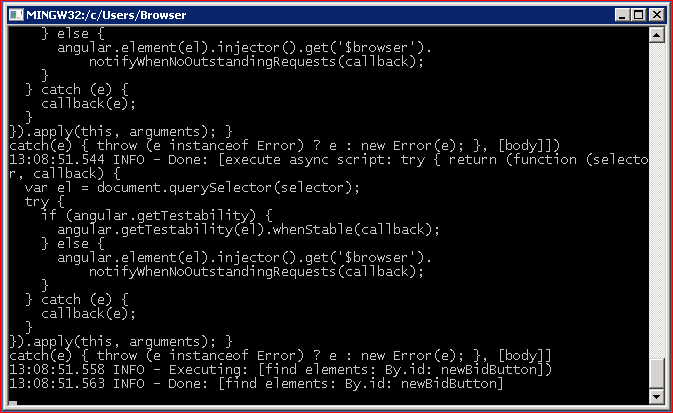 MINGW32:/c/Users/Browser
} else {
angular.element(el).injector().get('$browser').
notifyWhenNoOutstandingRequests(callback);
}
} catch (e) {
callback(e);
}
}).apply(this, arguments); }
catch(e) { throw (e instanceof Error) ? e : new Error(e); }, [body]])
13:08:51.544 INFO - Done: [execute async script: try { return (function (selecto
r, callback) {
var el = document.querySelector(selector);
try {
if (angular.getTestability) {
angular.getTestability(el).whenStable(callback);
} else {
angular.element(el).injector().get('$browser').
notifyWhenNoOutstandingRequests(callback);
}
} catch (e) {
callback(e);
}
}).apply(this, arguments); }
catch(e) { throw (e instanceof Error) ? e : new Error(e); }, [body]]
13:08:51.558 INFO - Executing: [find elements: By.id: newBidButton])
13:08:51.563 INFO - Done: [find elements: By.id: newBidButton]